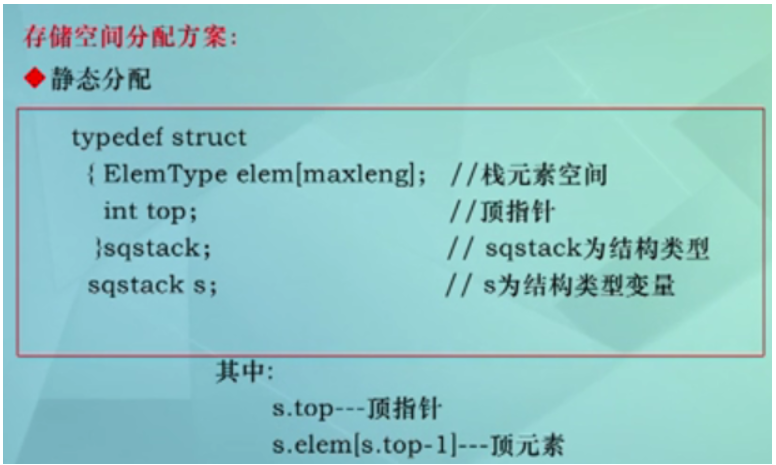 存储空间分配方案:
◆静态分配
typedef struct
{ ElemType elem[maxleng]; //栈元素空间
int top; //顶指针
}sqstack; // sqstack为结构类型
sqstack s; // s为结构类型变量
其中:
s.top---顶指针
s.elem[s.top-1]---顶元素